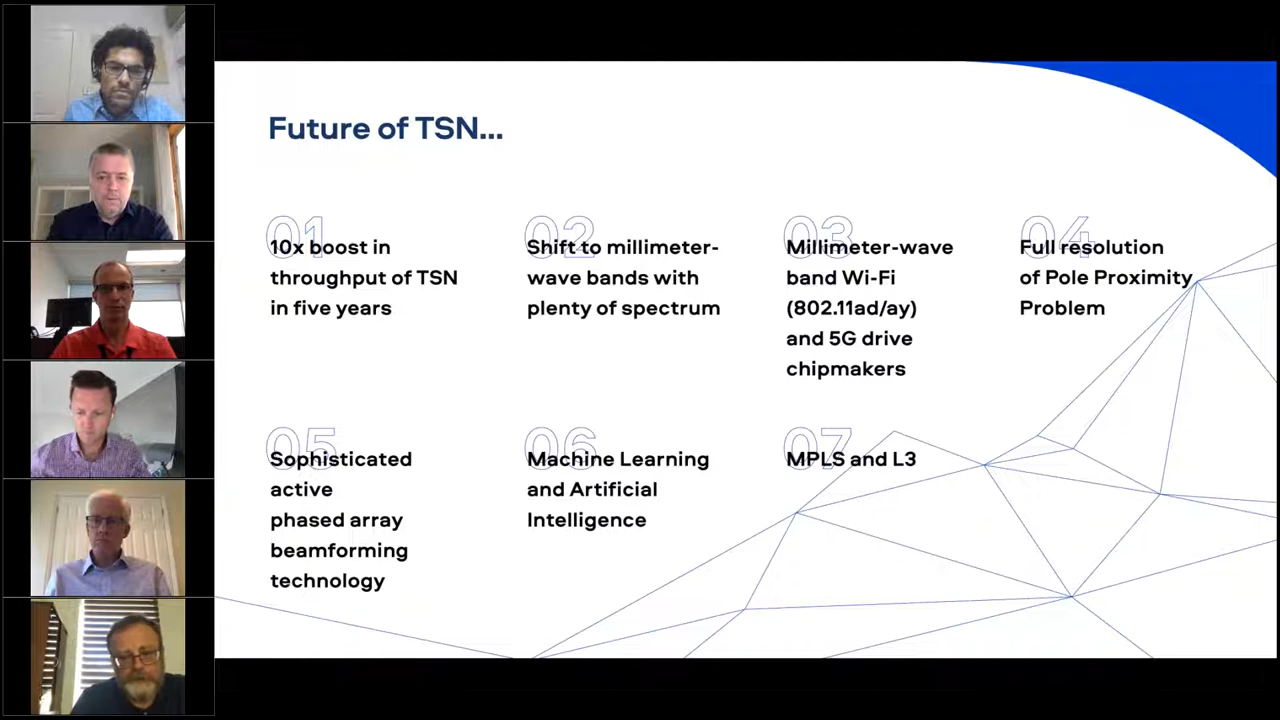 Future of TSN...
01
10x boost in
throughput of TSN
in five years
02
Shift to millimeter-
wave bands with
plenty of spectrum
03
Millimeter-wave
band Wi-Fi
(802.11ad/ay)
and 5G drive
chipmakers
04
Full resolution
of Pole Proximity
Problem
05
Sophisticated
active
phased array
beamforming
technology
06
Machine Learning
and Artificial
Intelligence
07
MPLS and L3